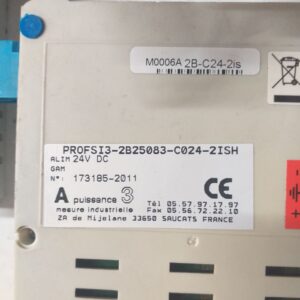 M0006A 2B-C24-2is
PROFSI3-2B25083-C024-2ISH
ALIM 24V DC
GAM
N°: 173185-2011
A puissance 3
mesure industrielle
Tél 05.57.97.17.97
Fax 05.56.72.22.10
ZA de Mijelane 33650 SAUCATS FRANCE
CE